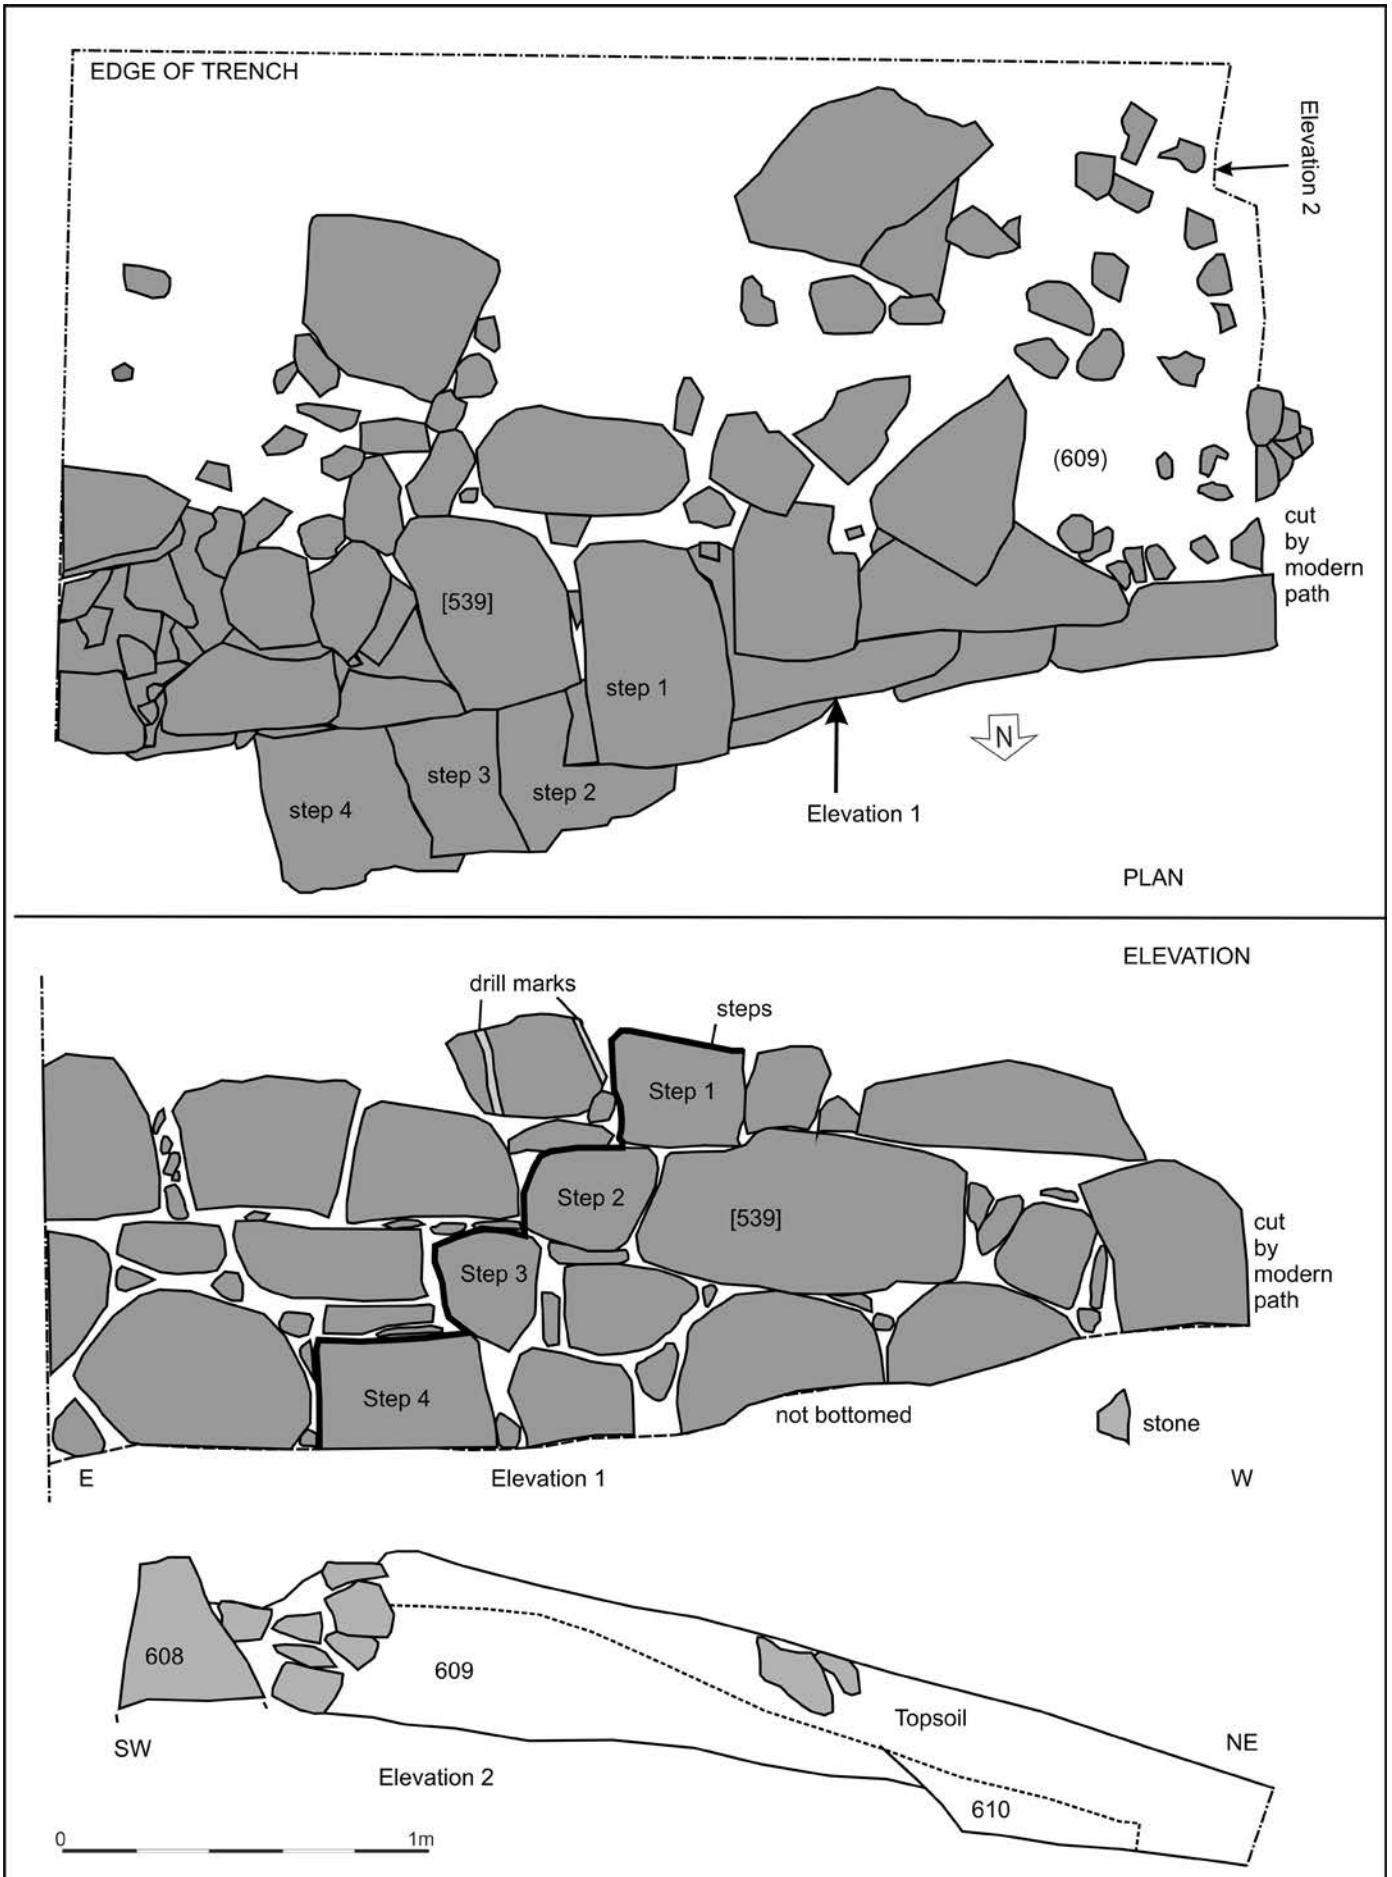 EDGE OF TRENCH
Elevation 2
(609)
cut
by
modern
path
[539]
step 1
step 3
step 2
step 4
N
Elevation 1
PLAN
ELEVATION
drill marks
steps
Step 1
Step 2
[539]
Step 3
cut
by
modern
path
Step 4
not bottomed
stone
E
Elevation 1
W
608
609
Topsoil
SW
NE
Elevation 2
610
0
1m